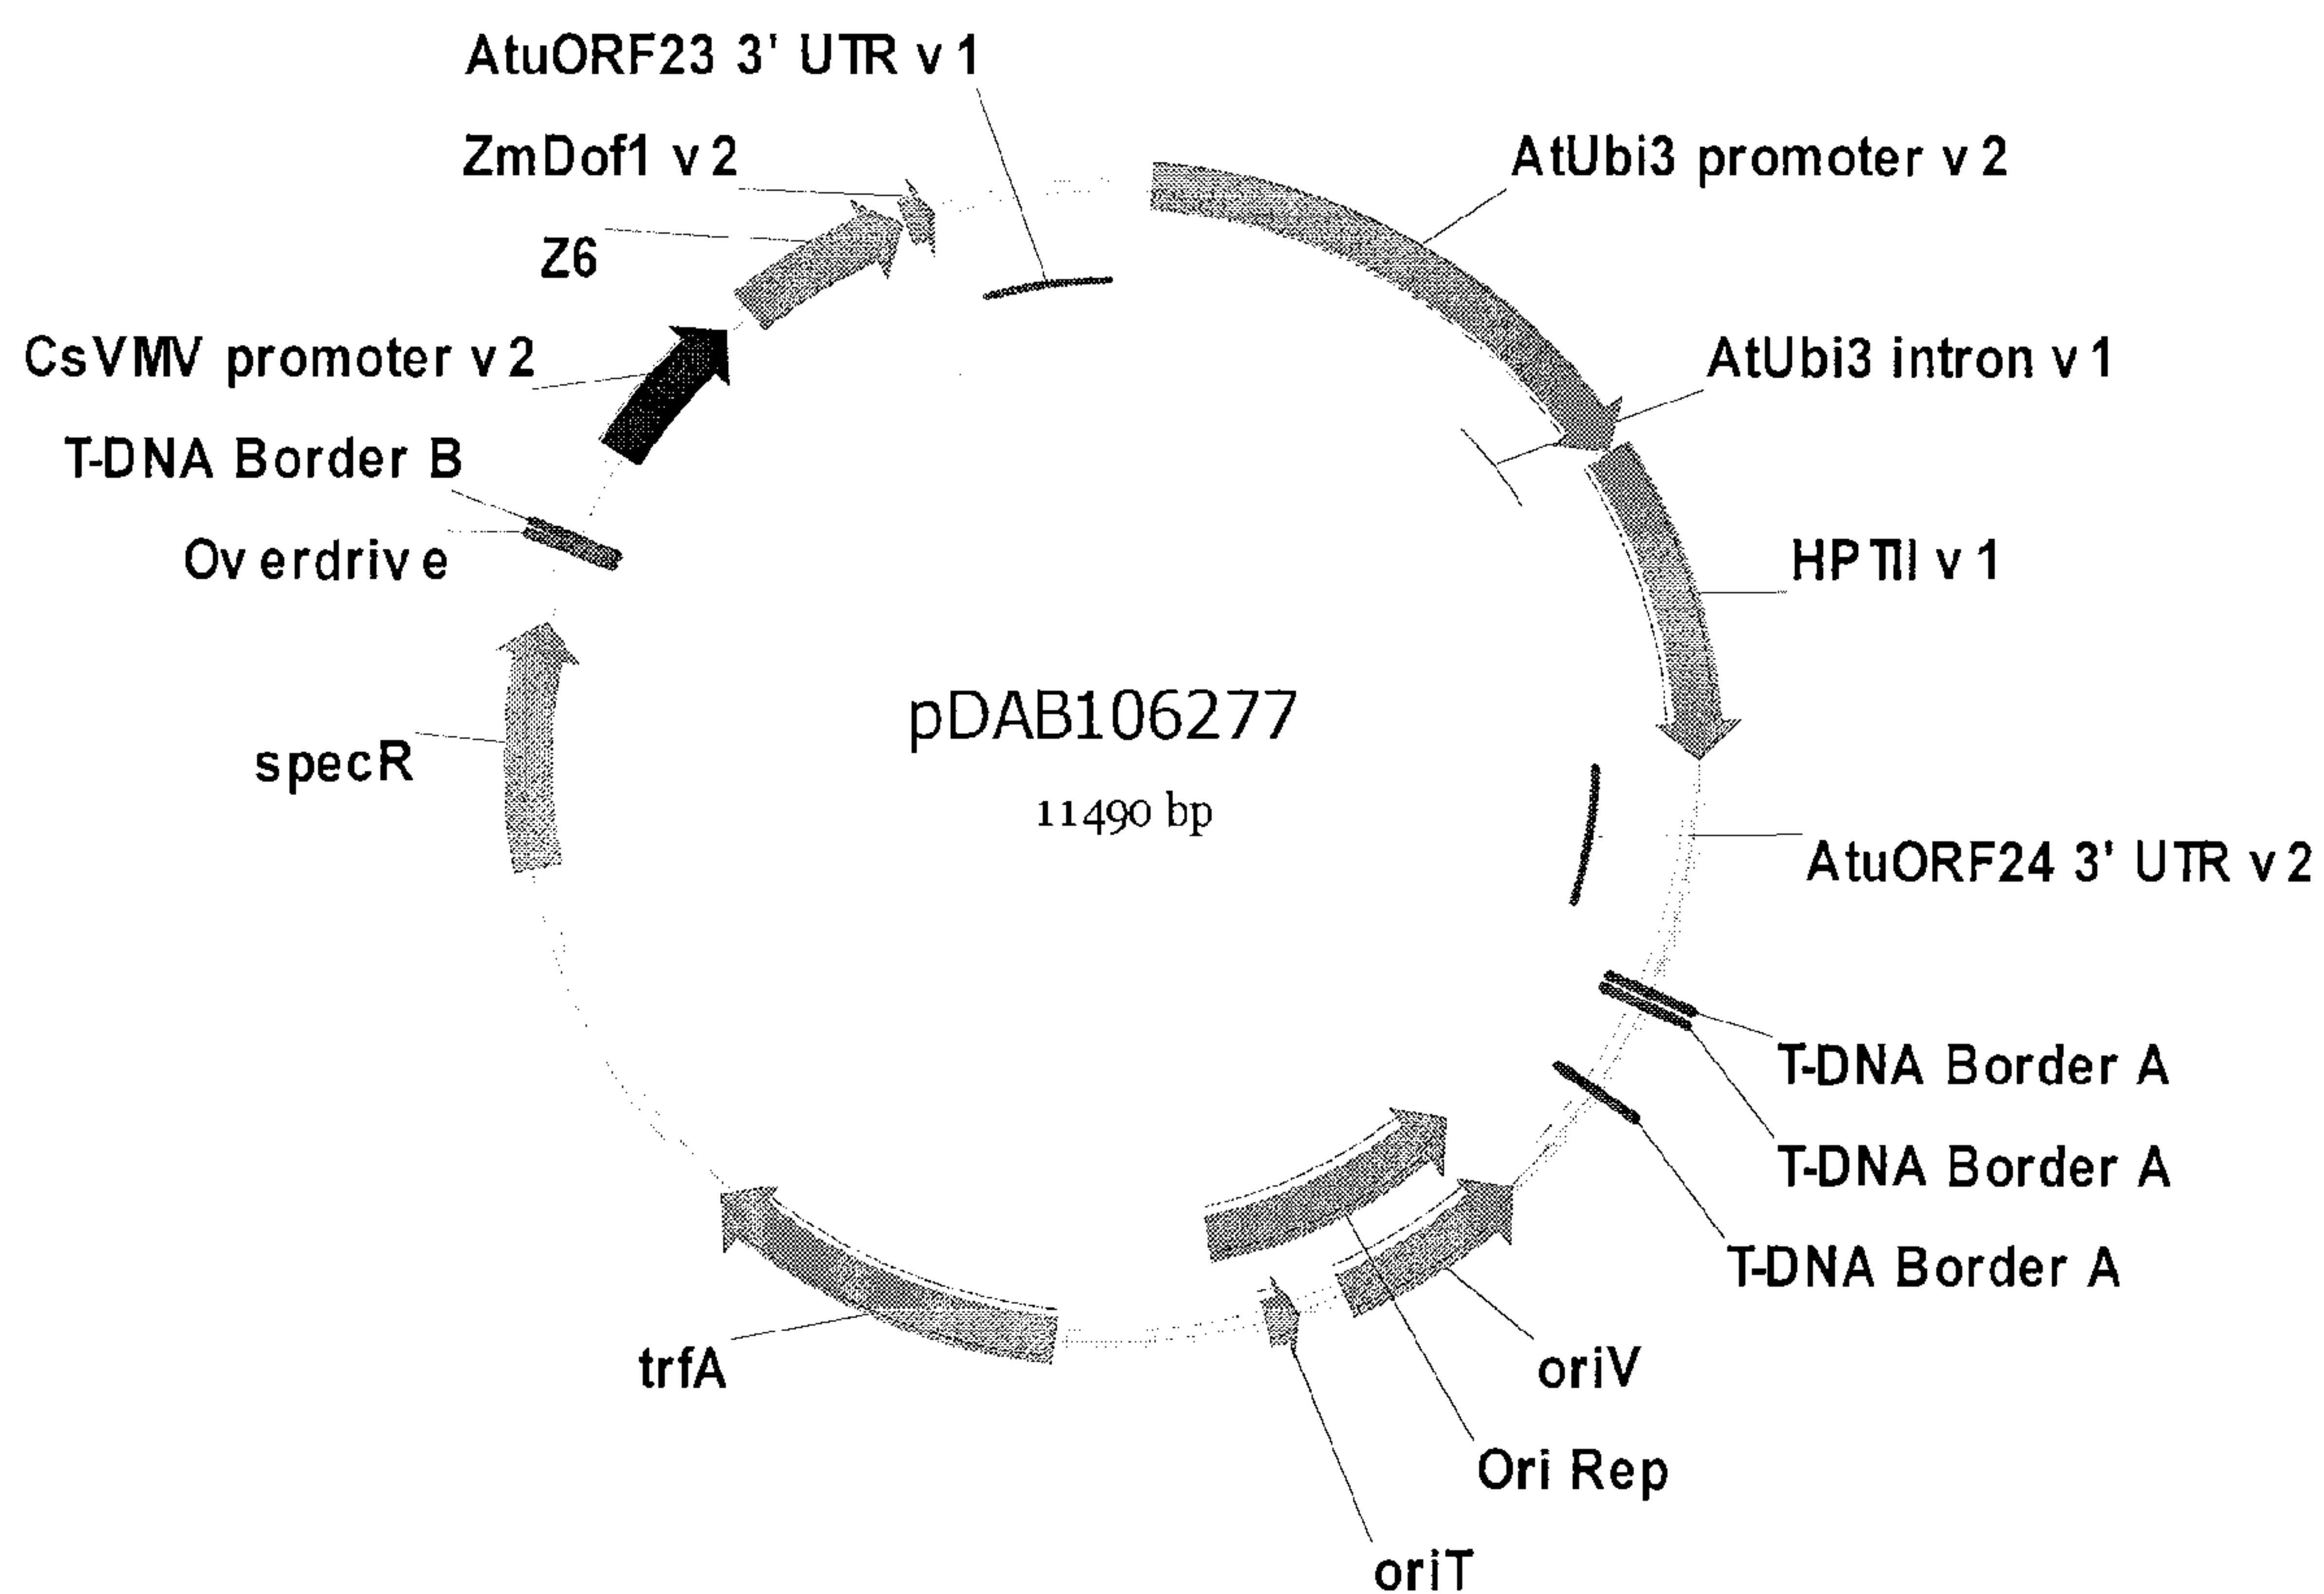 AtuORF23 3' UTR v1
ZmDof1 v2
Z6
CsVMV promoter v2
T-DNA Border B
Overdrive
specR
trfA
AtUbi3 promoter v2
AtUbi3 intron v1
HPTII v1
pDAB106277
11490 bp
AtuORF24 3' UTR v2
T-DNA Border A
T-DNA Border A
T-DNA Border A
oriV
Ori Rep
oriT